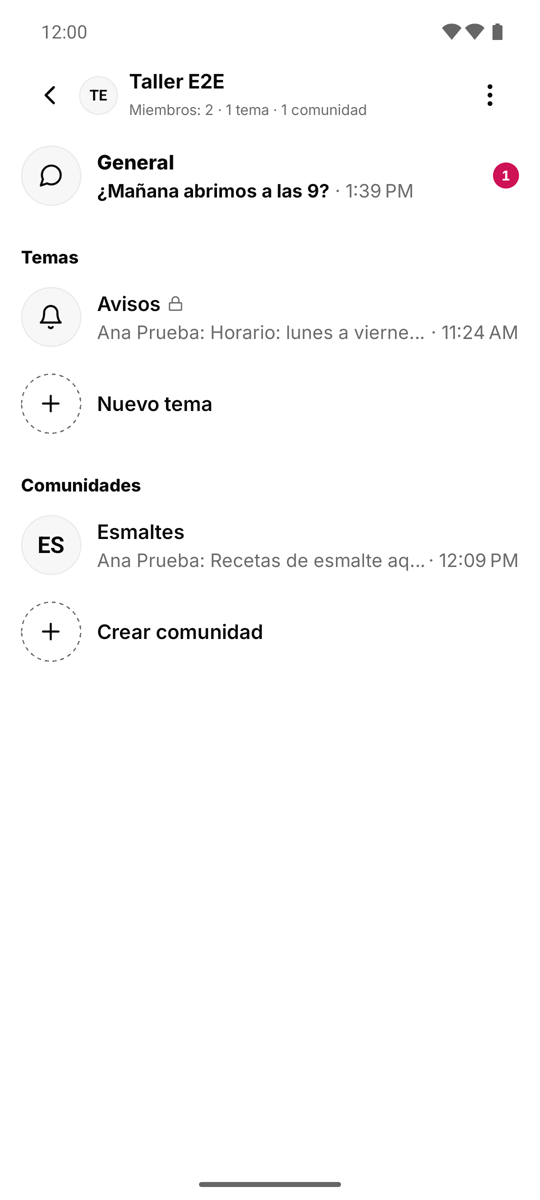 12:00
TE
Taller E2E
Miembros: 2 · 1 tema · 1 comunidad
General
¿Mañana abrimos a las 9? · 1:39 PM
1
Temas
Avisos
Ana Prueba: Horario: lunes a vierne... · 11:24 AM
Nuevo tema
Comunidades
ES
Esmaltes
Ana Prueba: Recetas de esmalte aq... · 12:09 PM
Crear comunidad